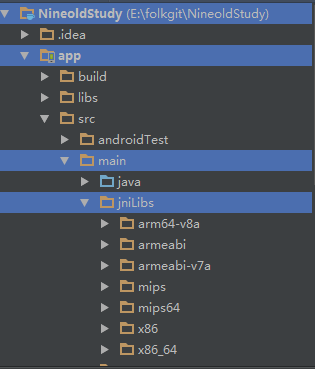 NineoldStudy (E:\folkgit\NineoldStudy)
.idea
app
build
libs
src
androidTest
main
java
jniLibs
arm64-v8a
armeabi
armeabi-v7a
mips
mips64
x86
x86_64